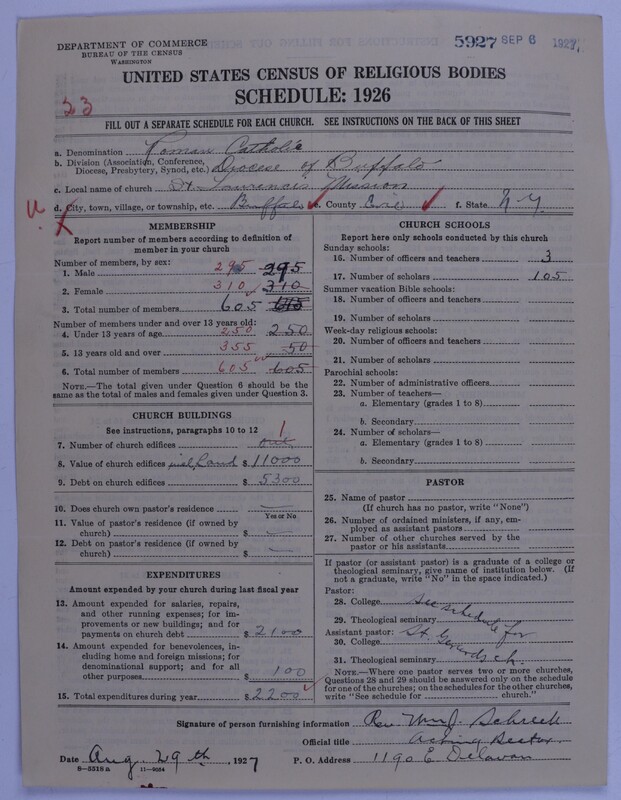 DEPARTMENT OF COMMERCE
BUREAU OF THE CENSUS
WASHINGTON
5927 SEP 6 1927
UNITED STATES CENSUS OF RELIGIOUS BODIES
SCHEDULE: 1926
FILL OUT A SEPARATE SCHEDULE FOR EACH CHURCH. SEE INSTRUCTIONS ON THE BACK OF THIS SHEET
a. Denomination Roman Catholic
b. Division (Association, Conference, Diocese, Presbytery, Synod, etc.) Diocese of Buffalo
c. Local name of church St. Laurence's Mission
d. City, town, village, or township, etc. Buffalo e. County Erie f. State N Y
MEMBERSHIP
Report number of members according to definition of
member in your church
Number of members, by sex:
1. Male 295 295
2. Female 310 310
3. Total number of members 605 615
Number of members under and over 13 years old:
4. Under 13 years of age 250 250
5. 13 years old and over 355 50
6. Total number of members 605 605
NOTE.—The total given under Question 6 should be
same as the total of males and females given under Question 3.
CHURCH BUILDINGS
See instructions, paragraphs 10 to 12
7. Number of church edifices one 1
8. Value of church edifices incl. Land $ 11000
9. Debt on church edifices $ 5300
10. Does church own pastor's residence
Yes or No
11. Value of pastor's residence (if owned by
church) $
12. Debt on pastor's residence (if owned by
church) $
EXPENDITURES
Amount expended by your church during last fiscal year
13. Amount expended for salaries, repairs,
and other running expenses; for im-
provements or new buildings; and for
payments on church debt $ 2100
14. Amount expended for benevolences, in-
cluding home and foreign missions; for
denominational support; and for all
other purposes $ 100
15. Total expenditures during year $ 2200
CHURCH SCHOOLS
Report here only schools conducted by this church
Sunday schools:
16. Number of officers and teachers 3
17. Number of scholars 105
Summer vacation Bible schools:
18. Number of officers and teachers
19. Number of scholars
Week-day religious schools:
20. Number of officers and teachers
21. Number of scholars
Parochial schools:
22. Number of administrative officers
23. Number of teachers—
a. Elementary (grades 1 to 8)
b. Secondary
24. Number of scholars—
a. Elementary (grades 1 to 8)
b. Secondary
PASTOR
25. Name of pastor
(If church has no pastor, write "None")
26. Number of ordained ministers, if any, em-
ployed as assistant pastors
27. Number of other churches served by the
pastor or his assistants
If pastor (or assistant pastor) is a graduate of a college or
theological seminary, give name of institution below. (If
not a graduate, write "No" in the space indicated.)
Pastor:
28. College See schedule for
29. Theological seminary
Assistant pastor: St. Gerards ch.
30. College
31. Theological seminary
NOTE.—Where one pastor serves two or more churches,
Questions 28 and 29 should be answered only on the schedule
for one of the churches; on the schedules for the other churches,
write "See schedule for church."
Signature of person furnishing information Rev. Wm J. Schreck
Official title Acting Rector
Date Aug. 29th, 1927 P. O. Address 1190 E Delavan
8—5318a 11—9084